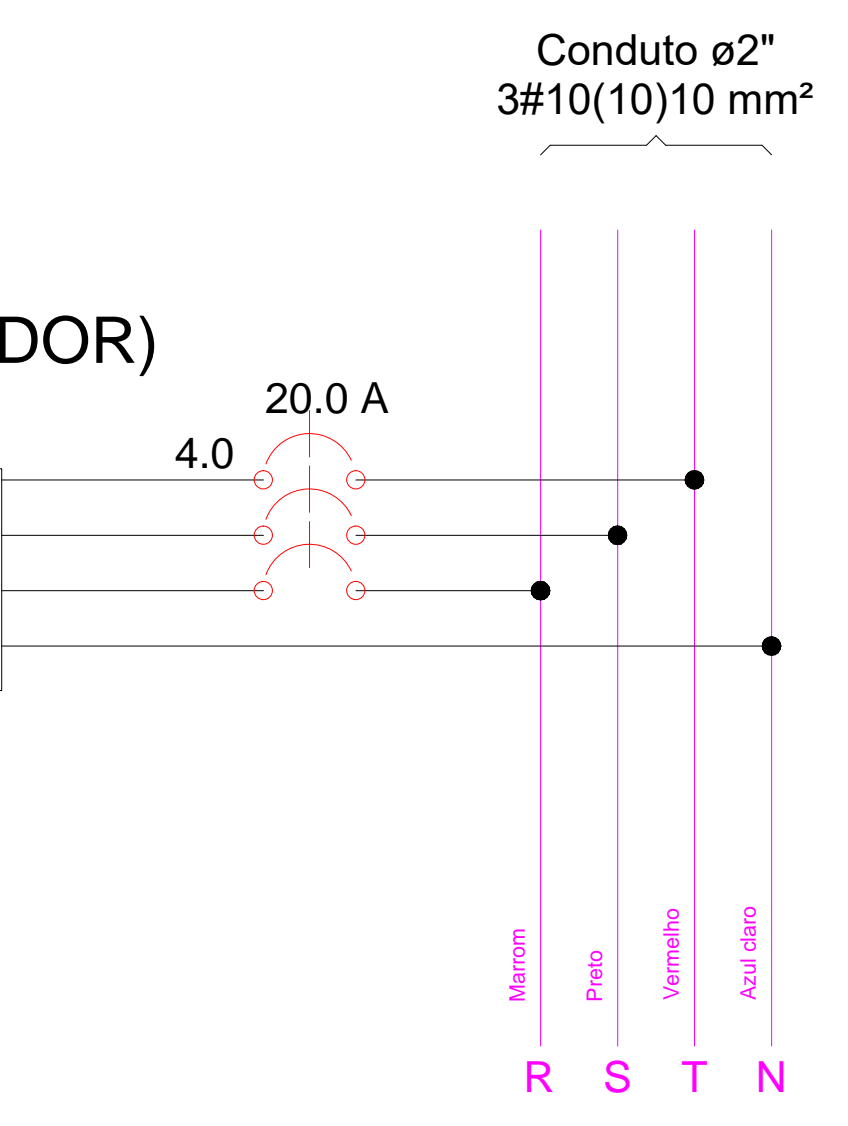 Conduto ø2"
3#10(10)10 mm²
DOR)
20.0 A
4.0
Marrom
Preto
Vermelho
Azul claro
R S T N